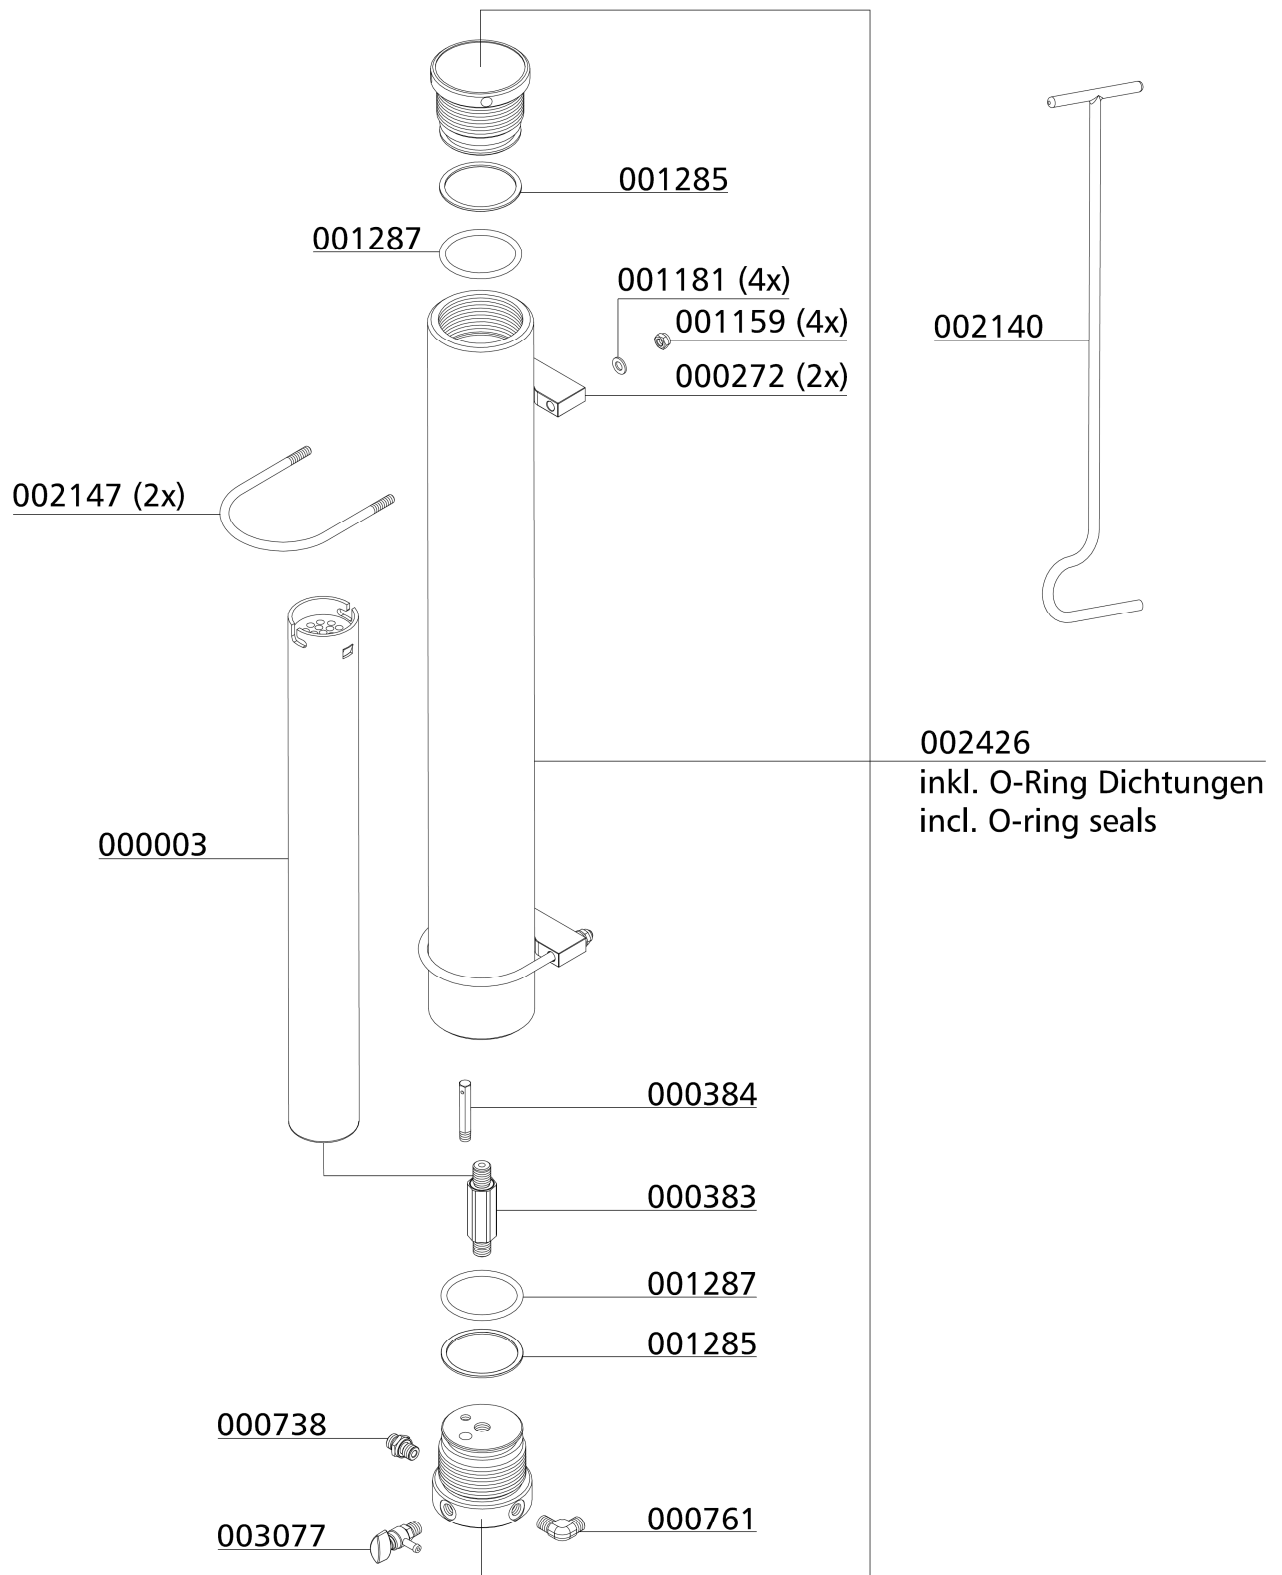 001285
001287
001181 (4x)
001159 (4x)
002140
000272 (2x)
002147 (2x)
002426
inkl. O-Ring Dichtungen
incl. O-ring seals
000003
000384
000383
001287
001285
000738
000761
003077